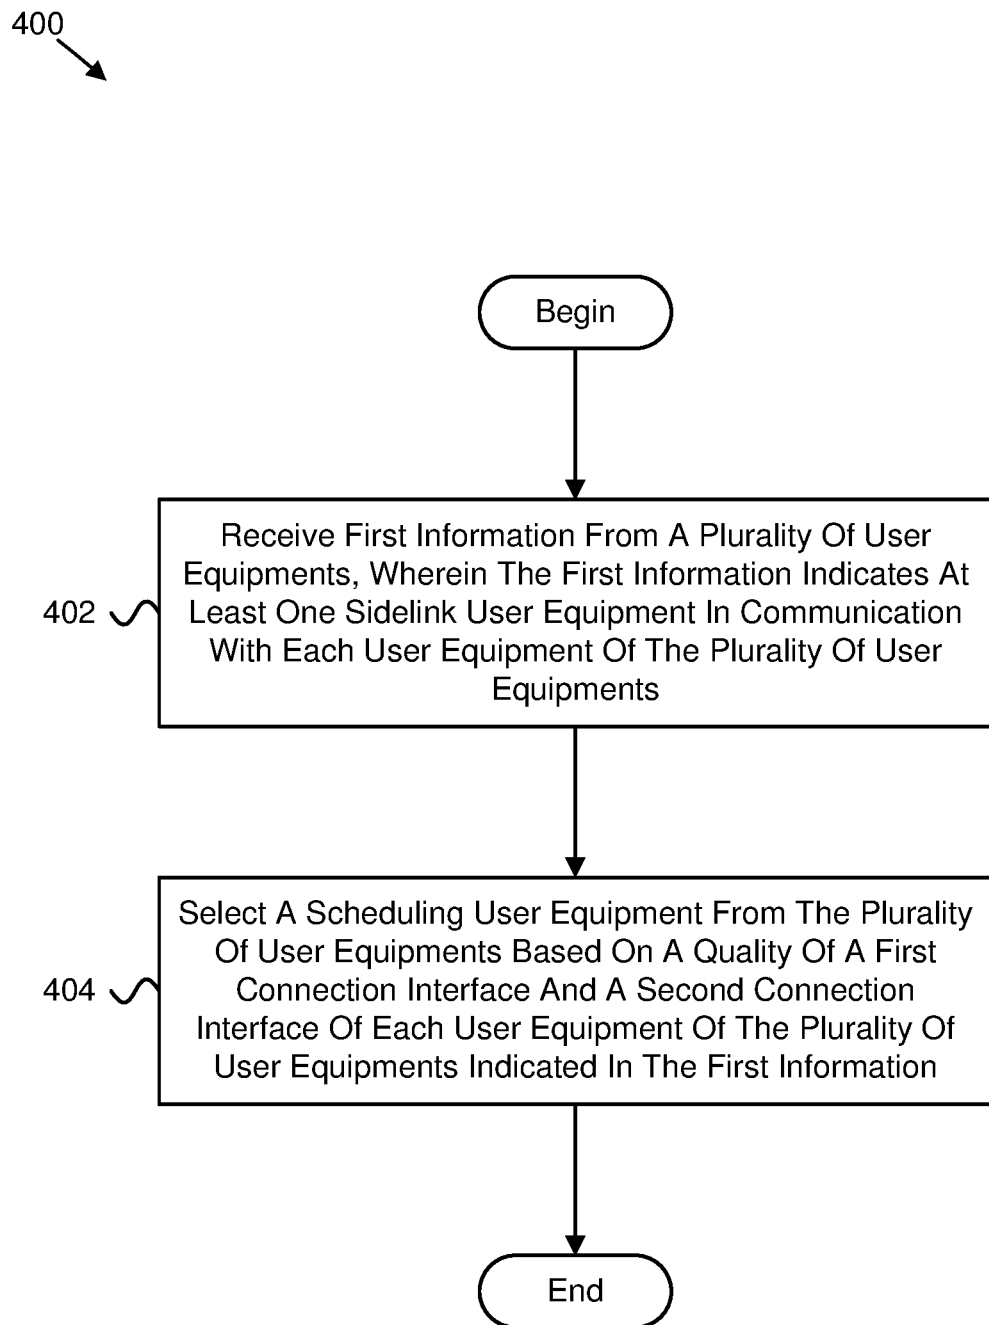 400
Begin
Receive First Information From A Plurality Of User
Equipments, Wherein The First Information Indicates At
Least One Sidelink User Equipment In Communication
With Each User Equipment Of The Plurality Of User
Equipments
402
Select A Scheduling User Equipment From The Plurality
Of User Equipments Based On A Quality Of A First
Connection Interface And A Second Connection
Interface Of Each User Equipment Of The Plurality Of
User Equipments Indicated In The First Information
404
End